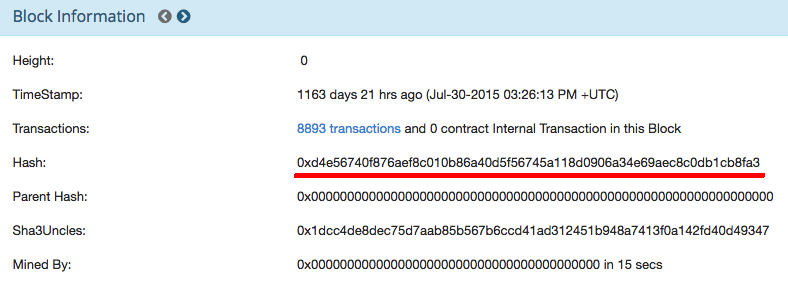 Block Information
Height: 0
TimeStamp: 1163 days 21 hrs ago (Jul-30-2015 03:26:13 PM +UTC)
Transactions: 8893 transactions and 0 contract Internal Transaction in this Block
Hash: 0xd4e56740f876aef8c010b86a40d5f56745a118d0906a34e69aec8c0db1cb8fa3
Parent Hash: 0x0000000000000000000000000000000000000000000000000000000000000000
Sha3Uncles: 0x1dcc4de8dec75d7aab85b567b6ccd41ad312451b948a7413f0a142fd40d49347
Mined By: 0x0000000000000000000000000000000000000000 in 15 secs